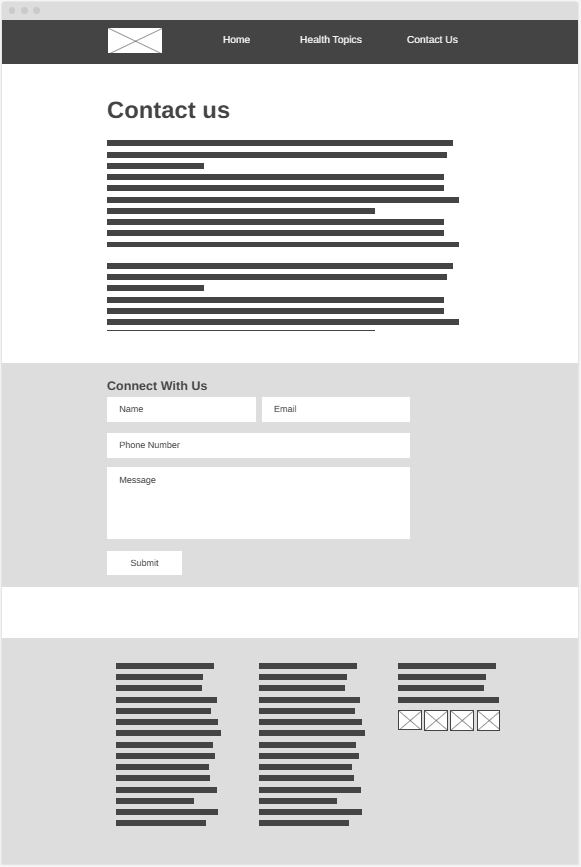 Home Health Topics Contact Us
Contact us
Connect With Us
Name Email
Phone Number
Message
Submit